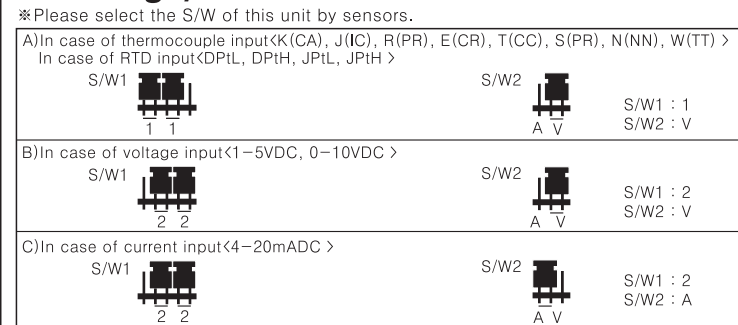 ※Please select the S/W of this unit by sensors.
A)In case of thermocouple input<K(CA), J(IC), R(PR), E(CR), T(CC), S(PR), N(NN), W(TT) >
In case of RTD input<DPtL, DPtH, JPtL, JPtH >
S/W1
1 1
S/W2
A V
S/W1 : 1
S/W2 : V
B)In case of voltage input<1-5VDC, 0-10VDC >
S/W1
2 2
S/W2
A V
S/W1 : 2
S/W2 : V
C)In case of current input<4-20mADC >
S/W1
2 2
S/W2
A V
S/W1 : 2
S/W2 : A